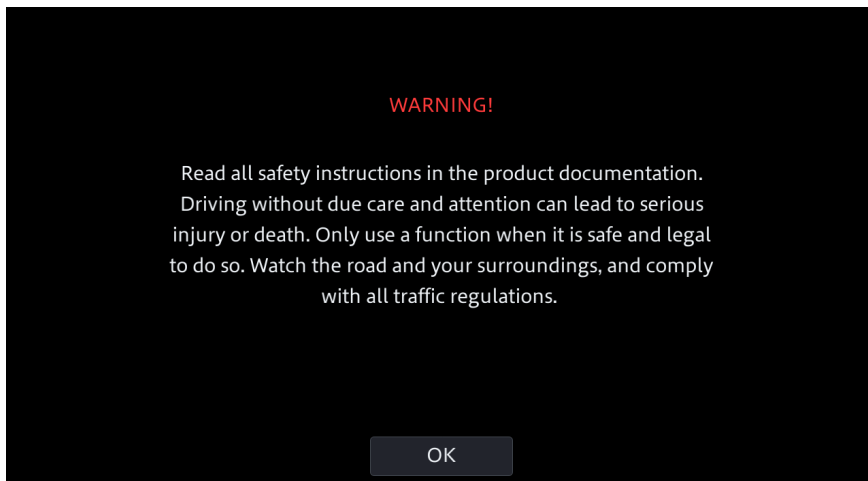 WARNING!
Read all safety instructions in the product documentation.
Driving without due care and attention can lead to serious
injury or death. Only use a function when it is safe and legal
to do so. Watch the road and your surroundings, and comply
with all traffic regulations.
OK